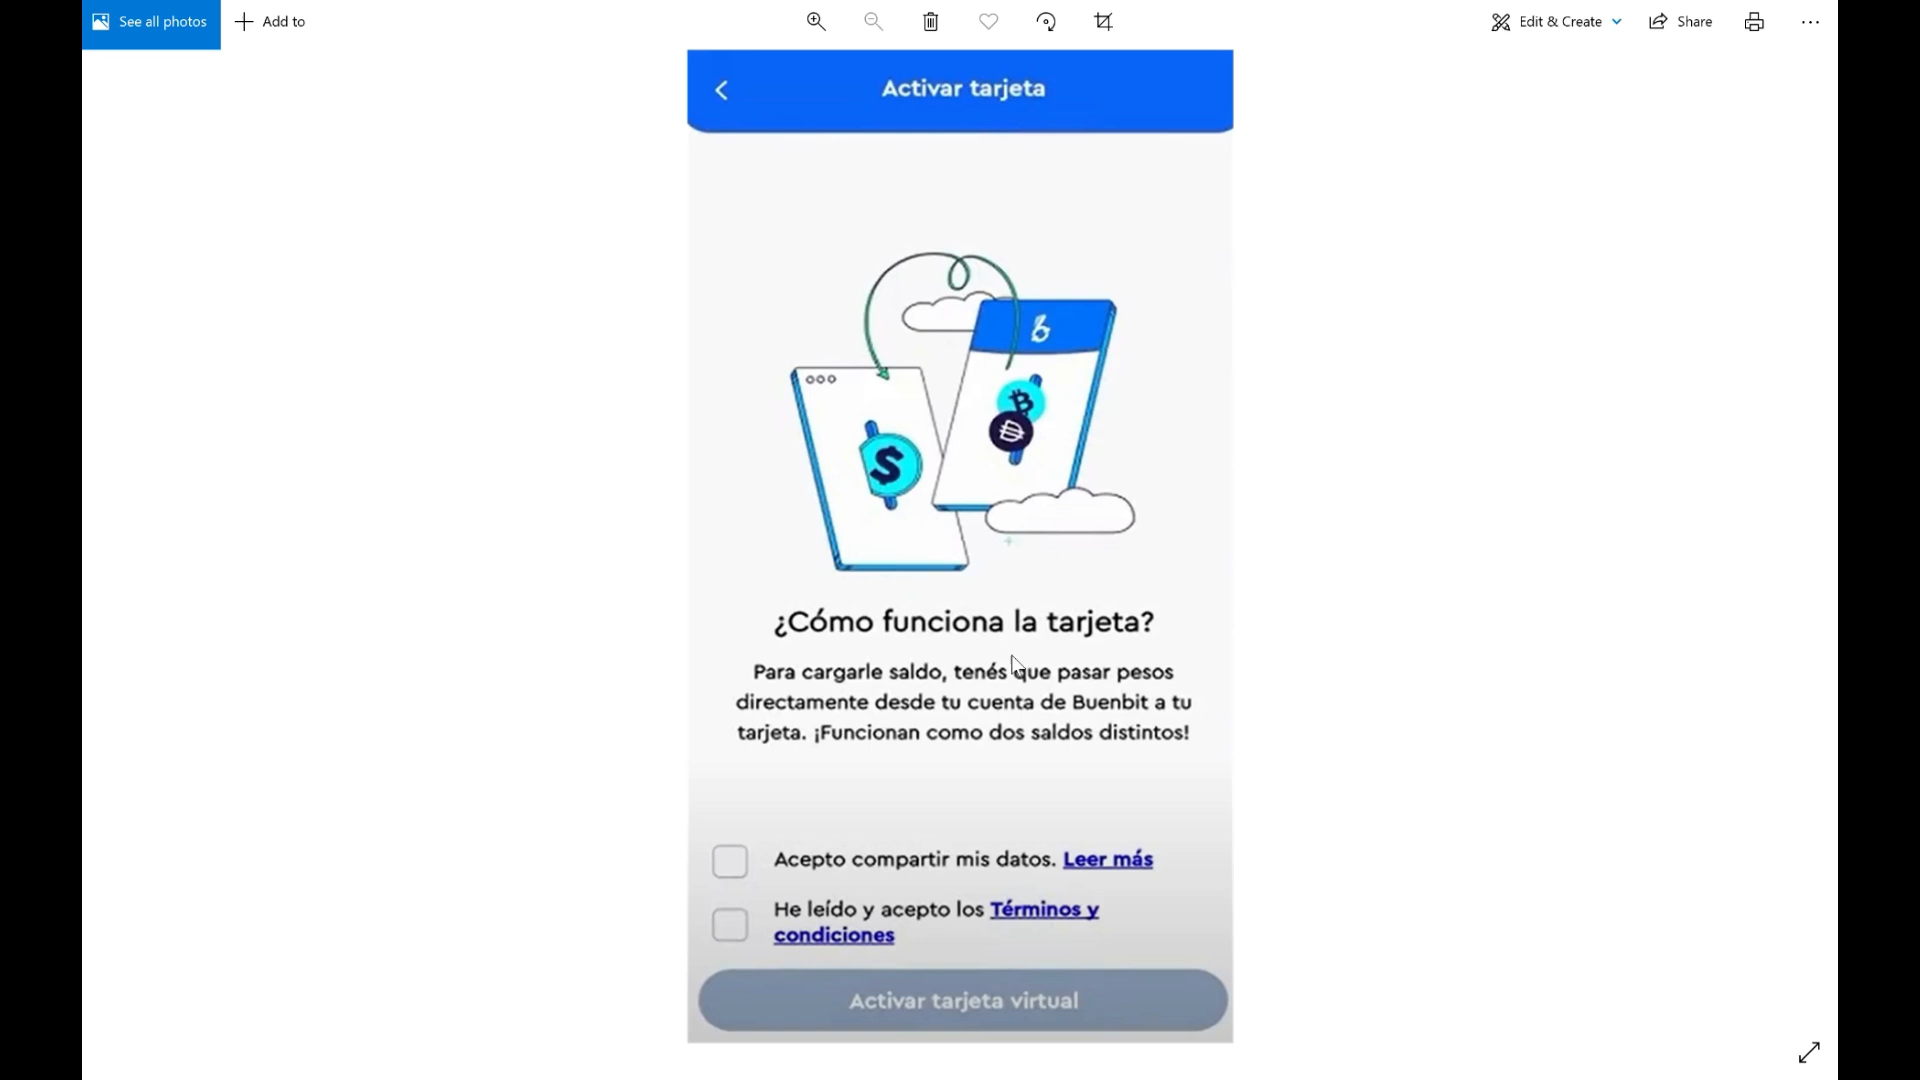 See all photos
Add to
Edit & Create
Share
Activar tarjeta
¿Cómo funciona la tarjeta?
Para cargarle saldo, tenés que pasar pesos
directamente desde tu cuenta de Buenbit a tu
tarjeta. ¡Funcionan como dos saldos distintos!
Acepto compartir mis datos. Leer más
He leído y acepto los Términos y
condiciones
Activar tarjeta virtual